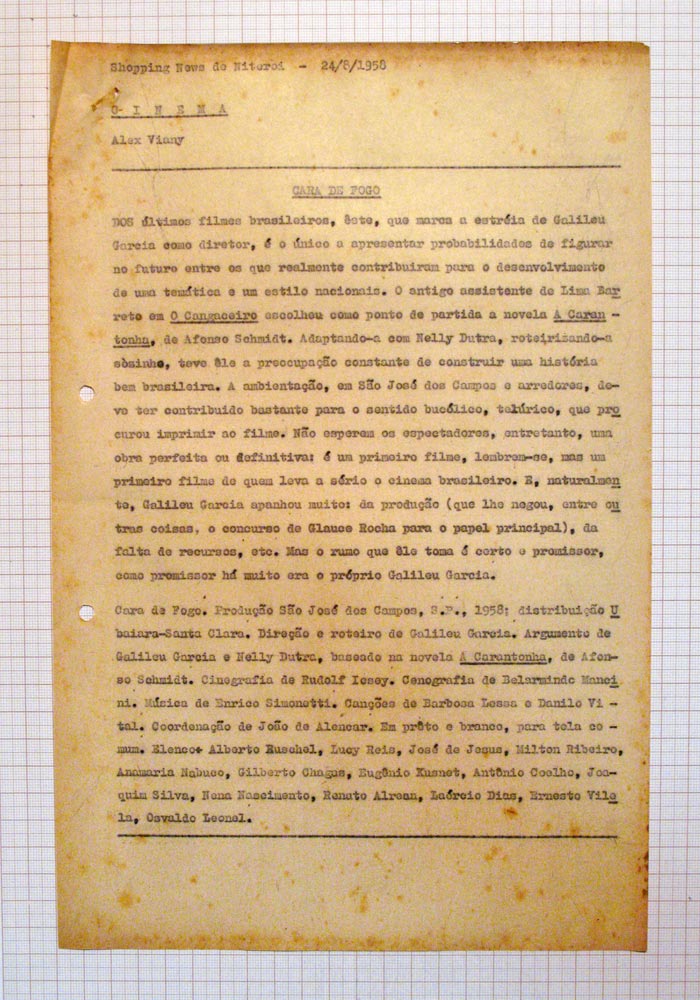 Shopping News de Niteroi - 24/8/1958
C I N E M A
Alex Viany
CARA DE FOGO
DOS últimos filmes brasileiros, êste, que marca a estréia de Galileu
Garcia como diretor, é o único a apresentar probabilidades de figurar
no futuro entre os que realmente contribuiram para o desenvolvimento
de uma temática e um estilo nacionais. O antigo assistente de Lima Bar
reto em O Cangaceiro escolheu como ponto de partida a novela A Caran -
tonha, de Afonso Schmidt. Adaptando-a com Nelly Dutra, roteirizando-a
sòzinho, teve êle a preocupação constante de construir uma história
bem brasileira. A ambientação, em São José dos Campos e arredores, de-
ve ter contribuido bastante para o sentido bucólico, telúrico, que pro
curou imprimir ao filme. Não esperem os espectadores, entretanto, uma
obra perfeita ou definitiva: é um primeiro filme, lembrem-se, mas um
primeiro filme de quem leva a sério o cinema brasileiro. E, naturalmen
te, Galileu Garcia apanhou muito: da produção (que lhe negou, entre ou
tras coisas, o concurso de Glauce Rocha para o papel principal), da
falta de recursos, etc. Mas o rumo que êle toma é certo e promissor,
como promissor há muito era o próprio Galileu Garcia.
Cara de Fogo. Produção São José dos Campos, S.P., 1958; distribuição U
baiara-Santa Clara. Direção e roteiro de Galileu Garcia. Argumento de
Galileu Garcia e Nelly Dutra, baseado na novela A Carantonha, de Afon-
so Schmidt. Cinegrafia de Rudolf Icsey. Cenografia de Belarmindo Manci
ni. Música de Enrico Simonetti. Canções de Barbosa Lessa e Danilo Vi -
tal. Coordenação de João de Alencar. Em prêto e branco, para tela co -
mum. Elenco+ Alberto Ruschel, Lucy Reis, José de Jesus, Milton Ribeiro,
Anamaria Nabuco, Gilberto Chagas, Eugênio Kusnet, Antônio Coelho, Joa-
quim Silva, Nena Nascimento, Renato Alrean, Laércio Dias, Ernesto Vile
la, Osvaldo Leonel.